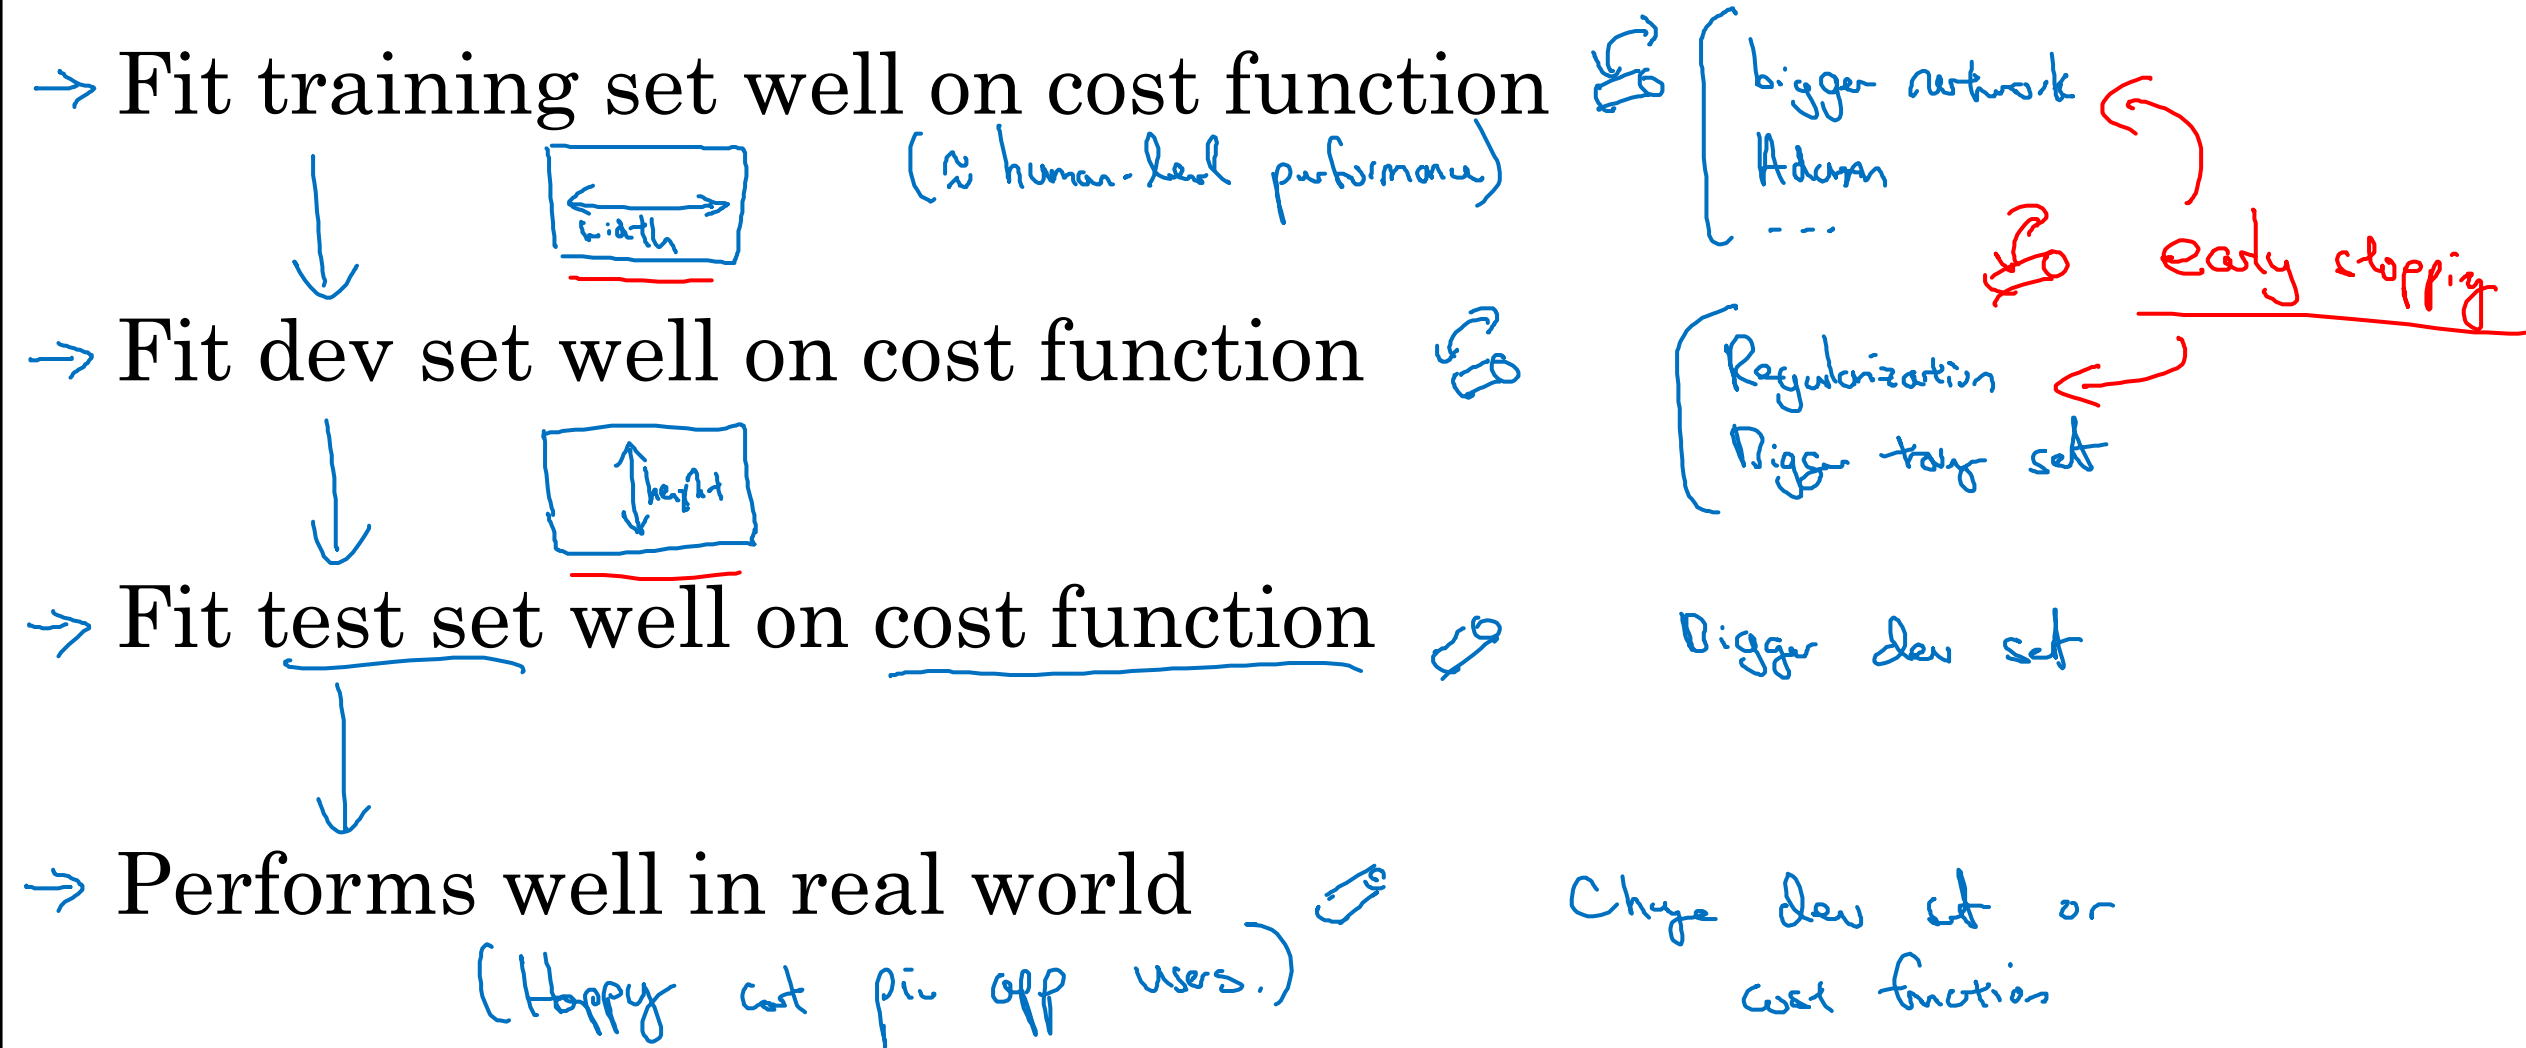 Fit training set well on cost function
(≈ human-level performance)
bigger network
Adam
...
width
early stopping
Fit dev set well on cost function
Regularization
Bigger set
height
Fit test set well on cost function
Bigger dev set
Performs well in real world
Change dev set or
cost function
(Happy cat pic app users.)